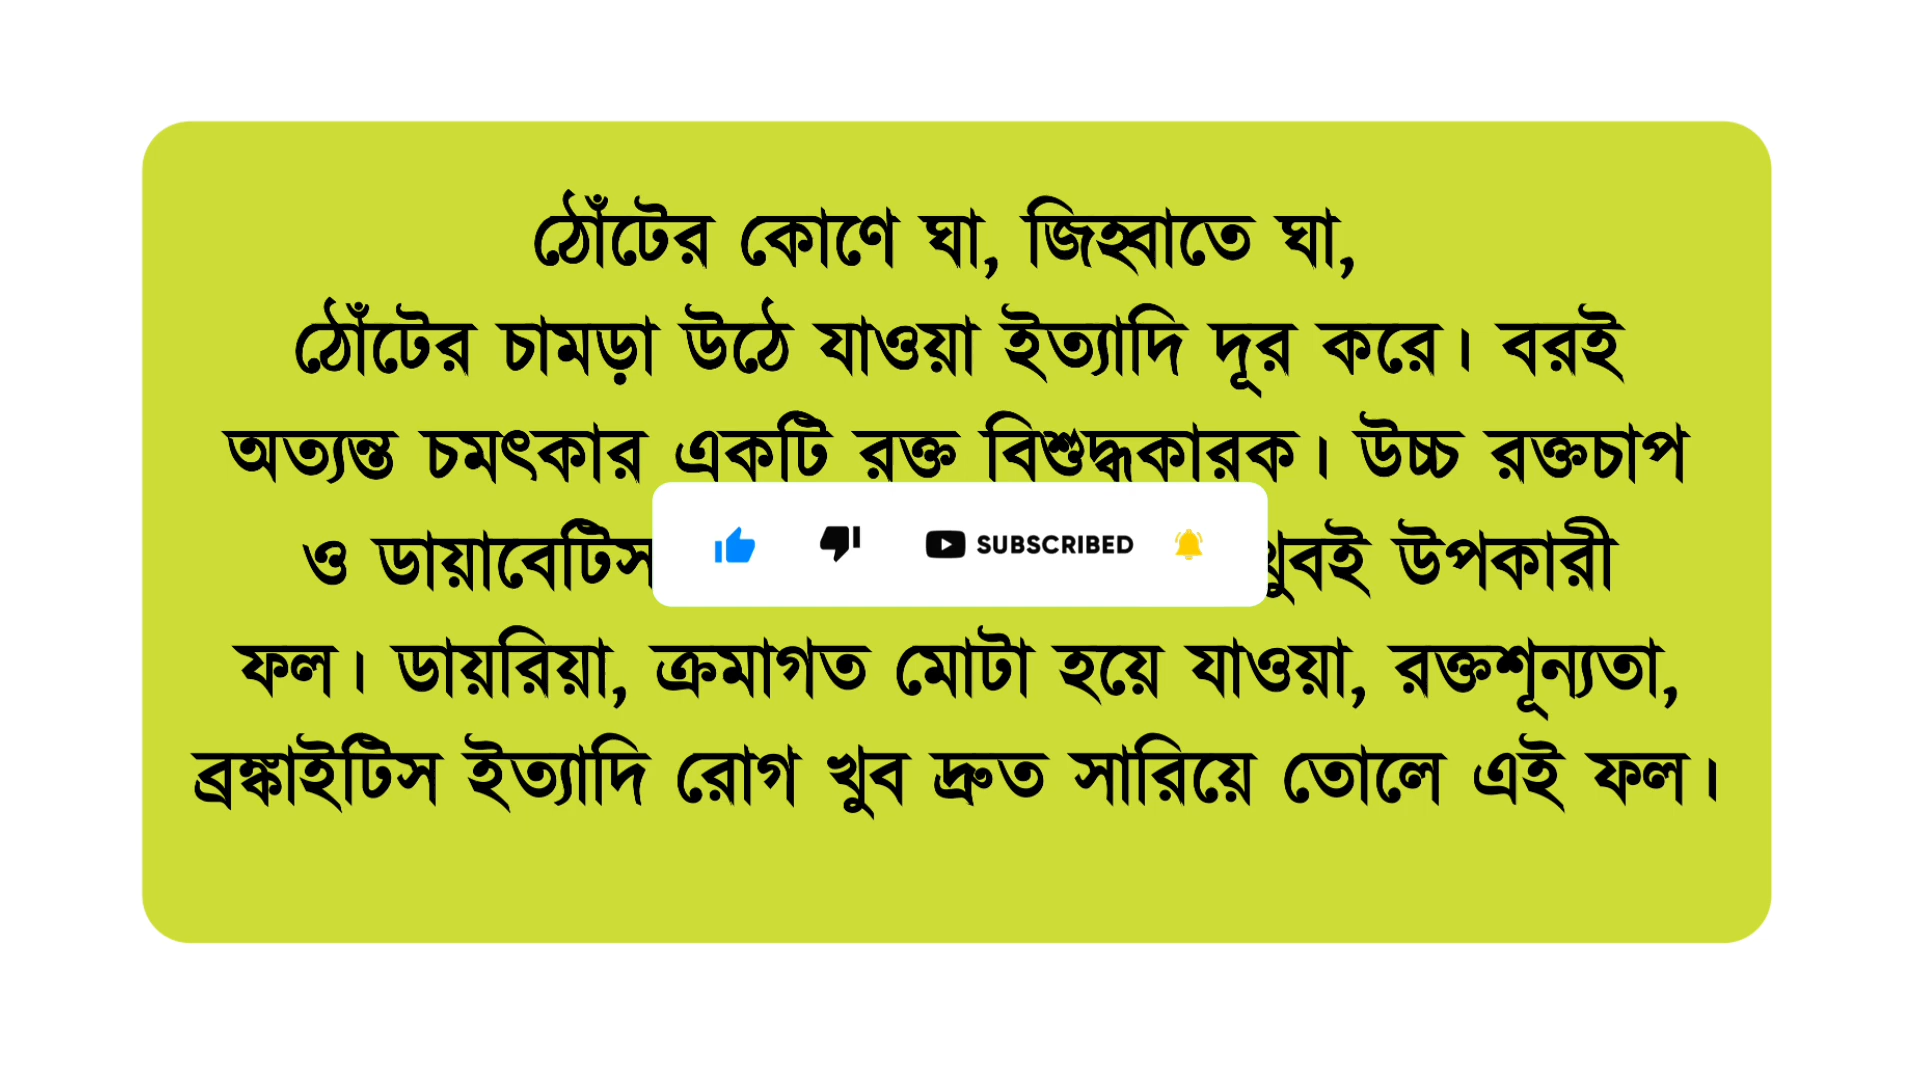 ঠোঁটের কোণে ঘা, জিহ্বাতে ঘা,
ঠোঁটের চামড়া উঠে যাওয়া ইত্যাদি দূর করে। বরই
অত্যন্ত চমৎকার একটি রক্ত বিশুদ্ধকারক। উচ্চ রক্তচাপ
ও ডায়াবেটিস খুবই উপকারী
SUBSCRIBED
ফল। ডায়রিয়া, ক্রমাগত মোটা হয়ে যাওয়া, রক্তশূন্যতা,
ব্রঙ্কাইটিস ইত্যাদি রোগ খুব দ্রুত সারিয়ে তোলে এই ফল।